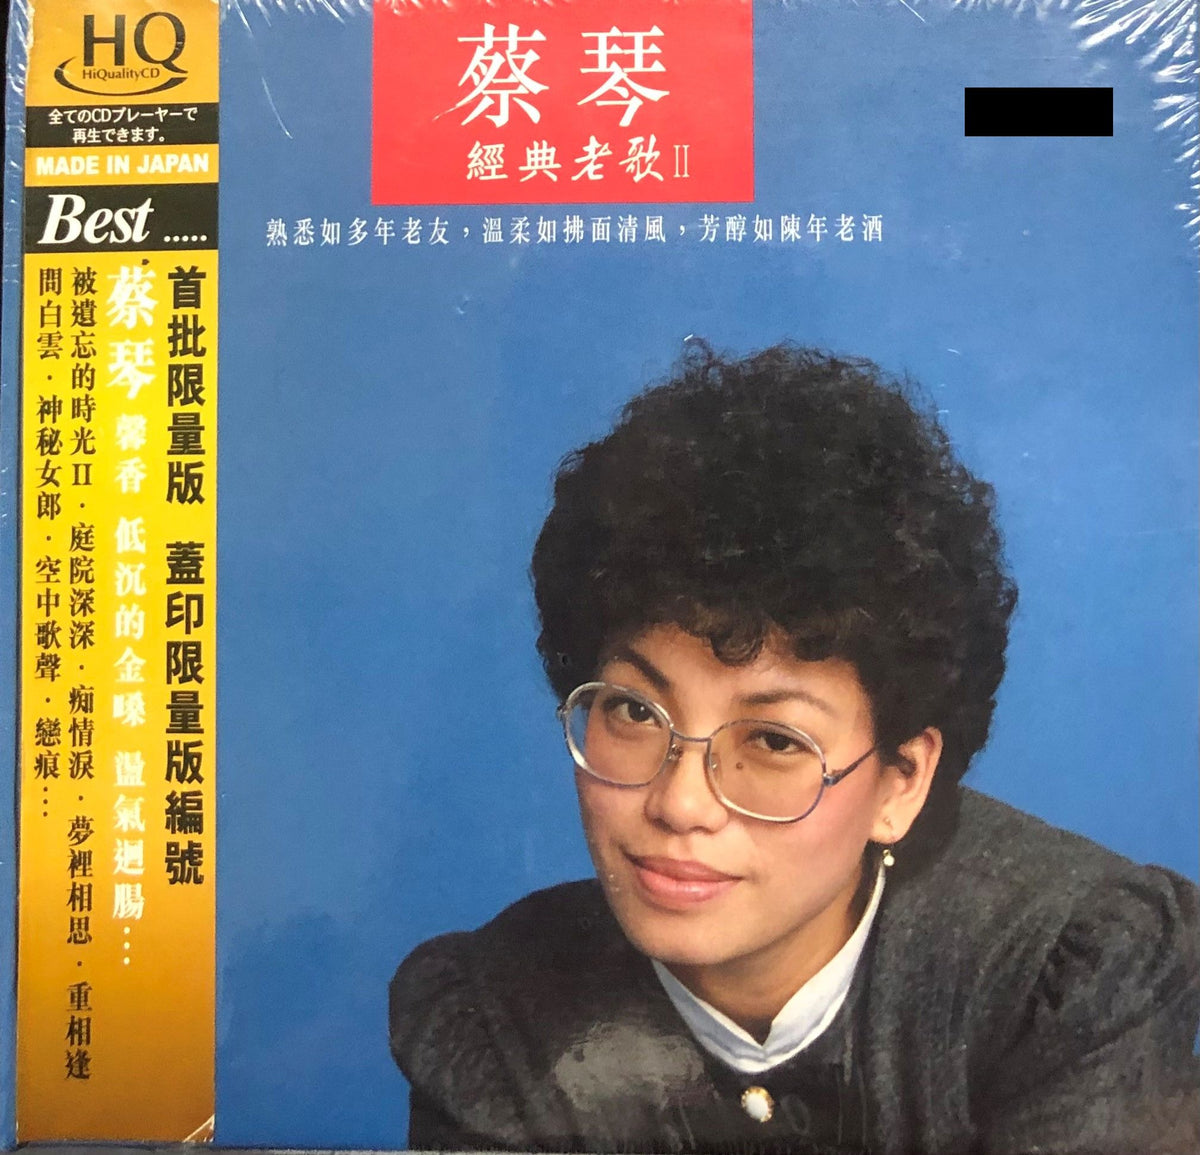 HQ
HiQualityCD
全てのCDプレーヤーで
再生できます。
MADE IN JAPAN
Best .....
首批限量版 蓋印限量版編號
蔡琴 馨香 低沉的金嗓 盪氣迴腸…
被遺忘的時光II．庭院深深．痴情淚．夢裡相思．重相逢
問白雲．神秘女郎．空中歌聲．戀痕…
蔡琴
經典老歌II
熟悉如多年老友，溫柔如拂面清風，芳醇如陳年老酒